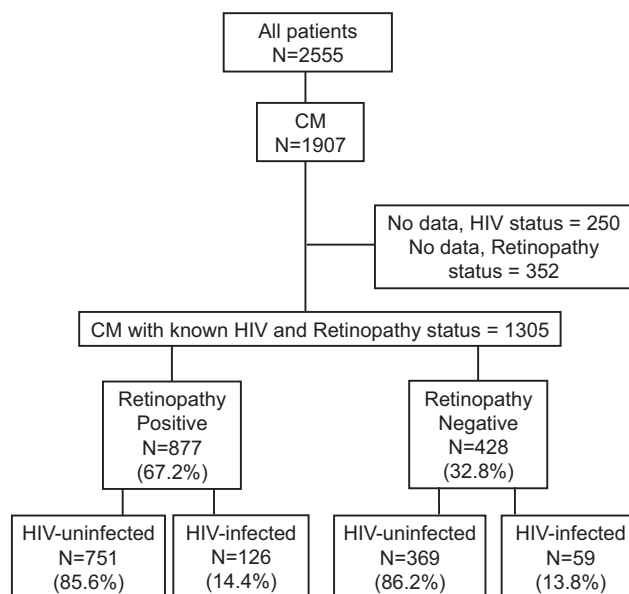 All patients
N=2555
CM
N=1907
No data, HIV status = 250
No data, Retinopathy
status = 352
CM with known HIV and Retinopathy status = 1305
Retinopathy
Positive
N=877
(67.2%)
Retinopathy
Negative
N=428
(32.8%)
HIV-uninfected
N=751
(85.6%)
HIV-infected
N=126
(14.4%)
HIV-uninfected
N=369
(86.2%)
HIV-infected
N=59
(13.8%)